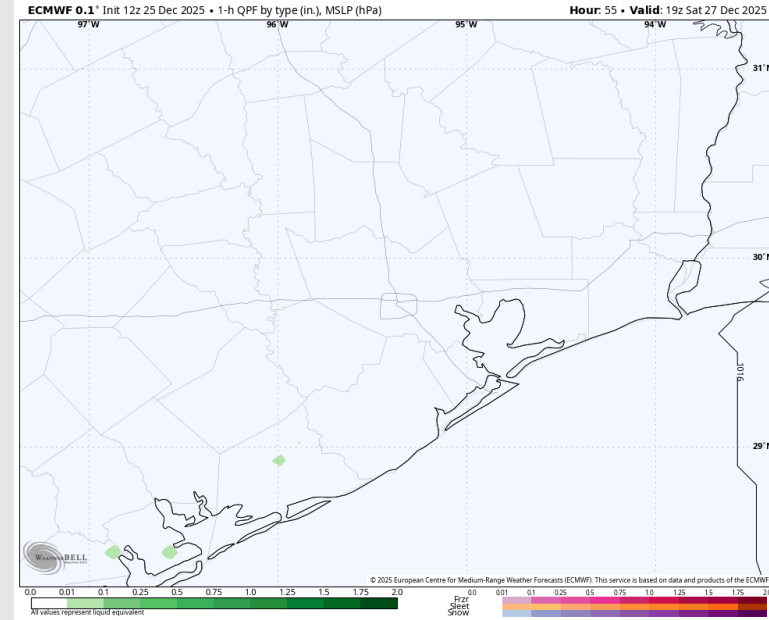 ECMWF 0.1° Init 12z 25 Dec 2025 • 1-h QPF by type (in.), MSLP (hPa)
Hour: 55 • Valid: 19z Sat 27 Dec 2025
97°W 96°W 95°W 94°W
31°N
30°N
1016
29°N
WEATHERBELL
© 2025 European Centre for Medium-Range Weather Forecasts (ECMWF). This service is based on data and products of the ECMWF
0.0 0.01 0.1 0.25 0.5 0.75 1.0 1.25 1.5 1.75 2.0
All values represent liquid equivalent
0.0 0.01 0.1 0.25 0.5 0.75 1.0 1.25 1.5 1.75 2.0
Frzr
Sleet
Snow